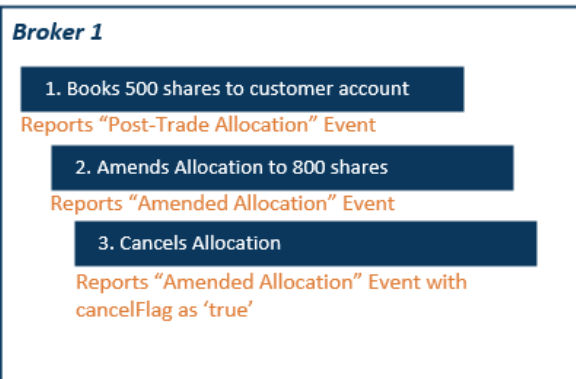 Broker 1
1. Books 500 shares to customer account
Reports “Post-Trade Allocation” Event
2. Amends Allocation to 800 shares
Reports “Amended Allocation” Event
3. Cancels Allocation
Reports “Amended Allocation” Event with
cancelFlag as ‘true’